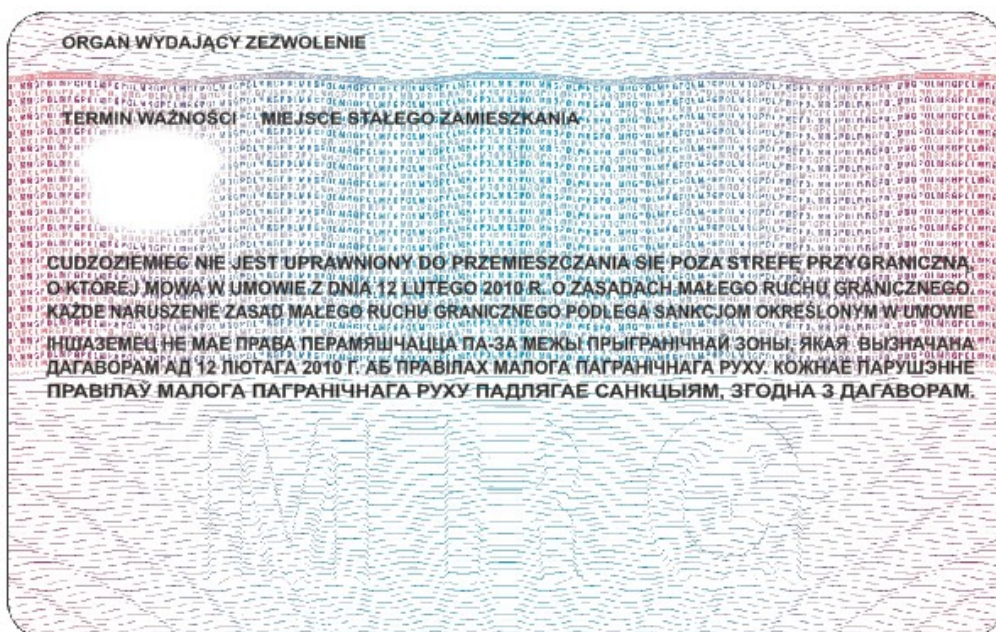 ORGAN WYDAJĄCY ZEZWOLENIE
TERMIN WAŻNOŚCI MIEJSCE STAŁEGO ZAMIESZKANIA
CUDZOZIEMIEC NIE JEST UPRAWNIONY DO PRZEMIESZCZANIA SIĘ POZA STREFĘ PRZYGRANICZNĄ,
O KTÓREJ MOWA W UMOWIE Z DNIA 12 LUTEGO 2010 R. O ZASADACH MAŁEGO RUCHU GRANICZNEGO.
KAŻDE NARUSZENIE ZASAD MAŁEGO RUCHU GRANICZNEGO PODLEGA SANKCJOM OKREŚLONYM W UMOWIE
ІНШАЗЕМЕЦ НЕ МАЕ ПРАВА ПЕРАМЯШЧАЦЦА ПА-ЗА МЕЖЫ ПРЫГРАНІЧНАЙ ЗОНЫ, ЯКАЯ ВЫЗНАЧАНА
ДАГАВОРАМ АД 12 ЛЮТАГА 2010 Г. АБ ПРАВІЛАХ МАЛОГА ПАГРАНІЧНАГА РУХУ. КОЖНАЕ ПАРУШЭННЕ
ПРАВІЛАЎ МАЛОГА ПАГРАНІЧНАГА РУХУ ПАДЛЯГАЕ САНКЦЫЯМ, ЗГОДНА З ДАГАВОРАМ.
MRG